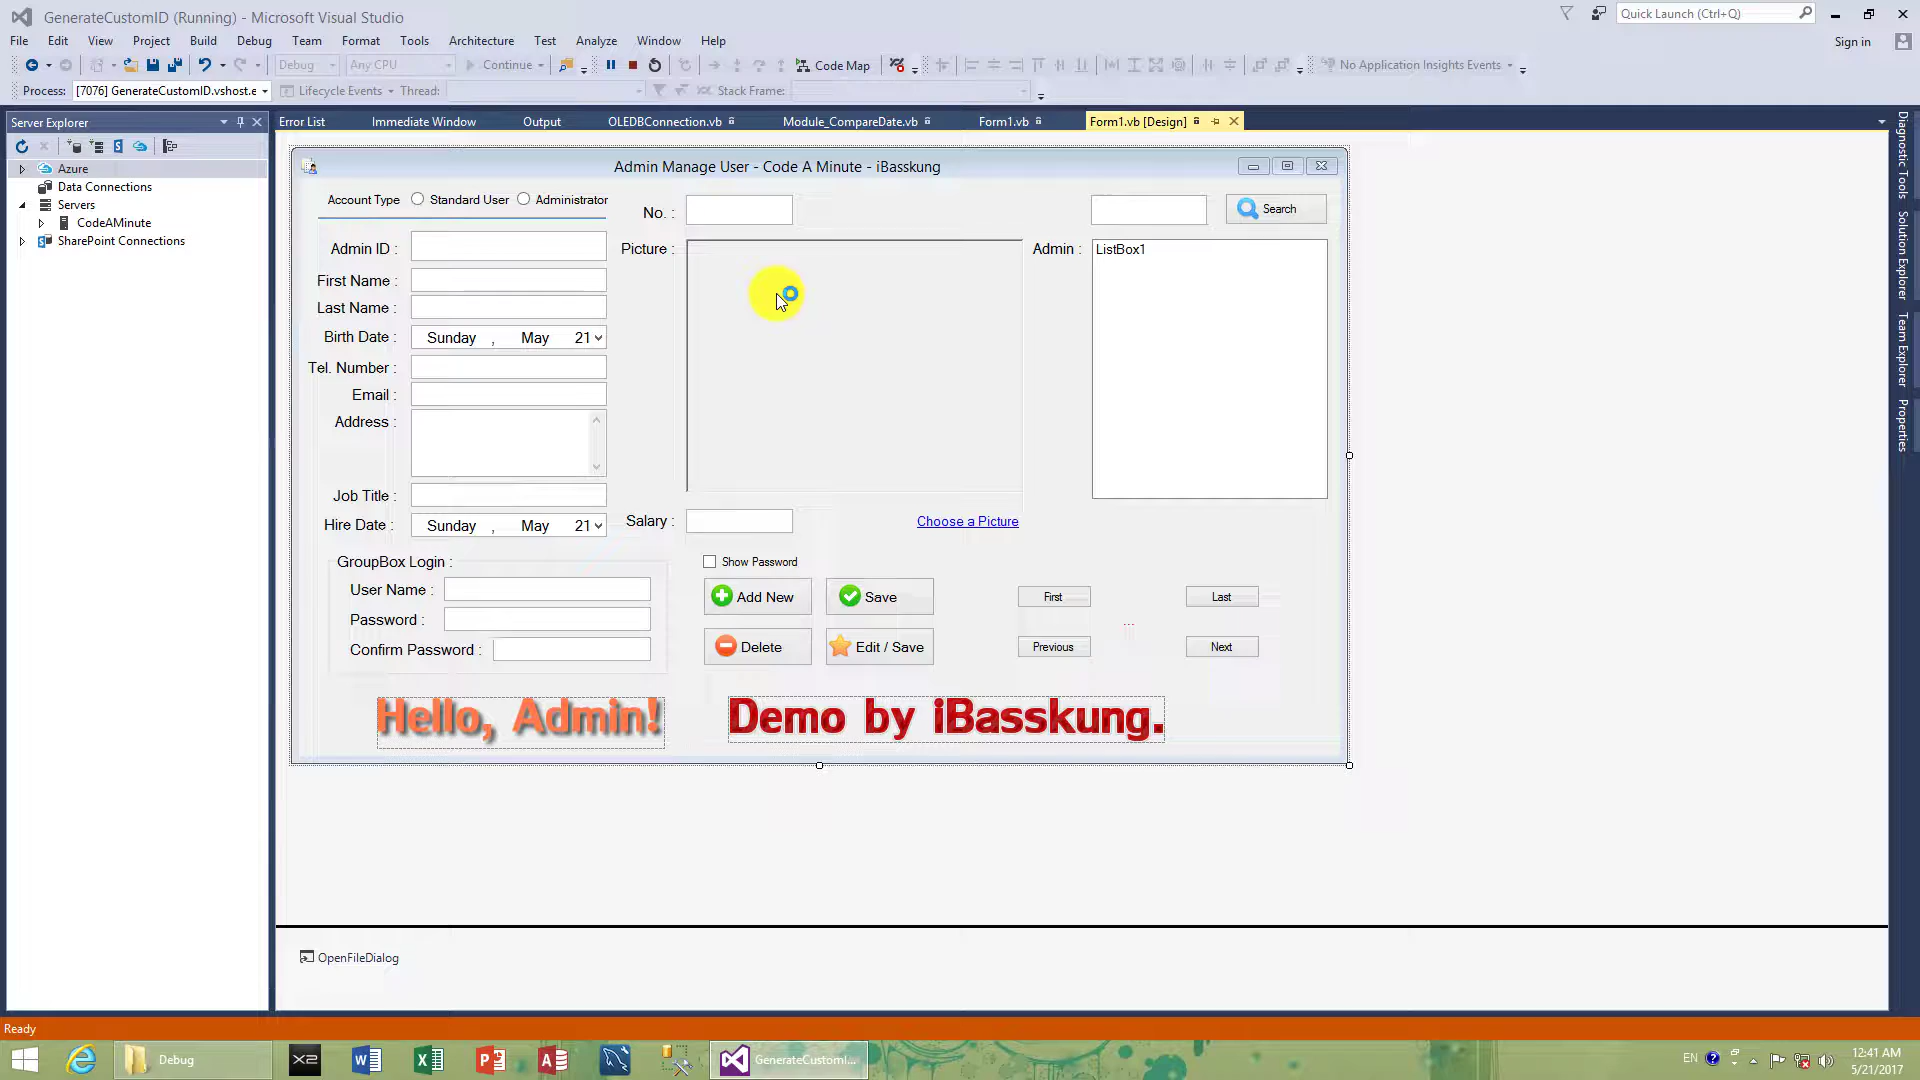 GenerateCustomID (Running) - Microsoft Visual Studio
Quick Launch (Ctrl+Q)
File Edit View Project Build Debug Team Format Tools Architecture Test Analyze Window Help
Sign in
Debug Any CPU Continue Code Map No Application Insights Events
Process: [7076] GenerateCustomID.vshost.e Lifecycle Events Thread: Stack Frame:
Server Explorer
Error List Immediate Window Output OLEDBConnection.vb Module_CompareDate.vb Form1.vb Form1.vb [Design]
Azure
Data Connections
Servers
CodeAMinute
SharePoint Connections
Admin Manage User - Code A Minute - iBasskung
Account Type Standard User Administrator
No. :
Search
Admin ID :
Picture :
Admin :
ListBox1
First Name :
Last Name :
Birth Date :
Sunday , May 21
Tel. Number :
Email :
Address :
Job Title :
Hire Date :
Sunday , May 21
Salary :
Choose a Picture
GroupBox Login :
Show Password
User Name :
Password :
Confirm Password :
Add New
Save
Delete
Edit / Save
First
Last
...
Previous
Next
Hello, Admin!
Demo by iBasskung.
OpenFileDialog
Diagnostic Tools
Solution Explorer
Team Explorer
Properties
Ready
Debug
X2
GenerateCustomI...
EN
12:41 AM
5/21/2017